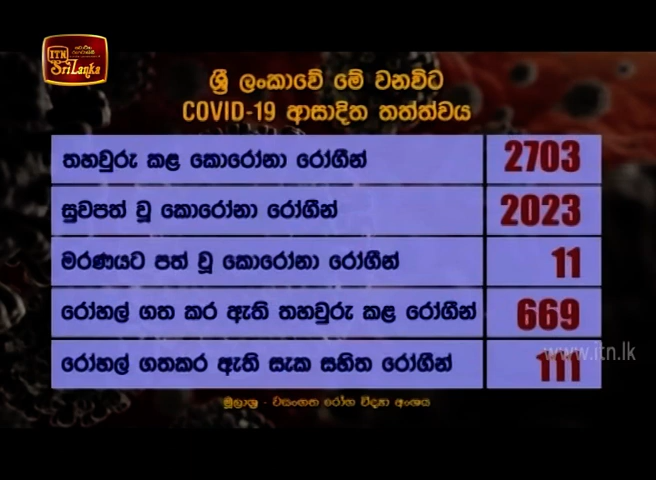 ITN
SriLanka
ශ්‍රී ලංකාවේ මේ වනවිට
COVID-19 ආසාදිත තත්ත්වය
තහවුරු කළ කොරෝනා රෝගීන් 2703
සුවපත් වූ කොරෝනා රෝගීන් 2023
මරණයට පත් වූ කොරෝනා රෝගීන් 11
රෝහල් ගත කර ඇති තහවුරු කළ රෝගීන් 669
රෝහල් ගතකර ඇති සැක සහිත රෝගීන් 111
www.itn.lk
මූලාශ්‍ර - වසංගත රෝග විද්‍යා අංශය